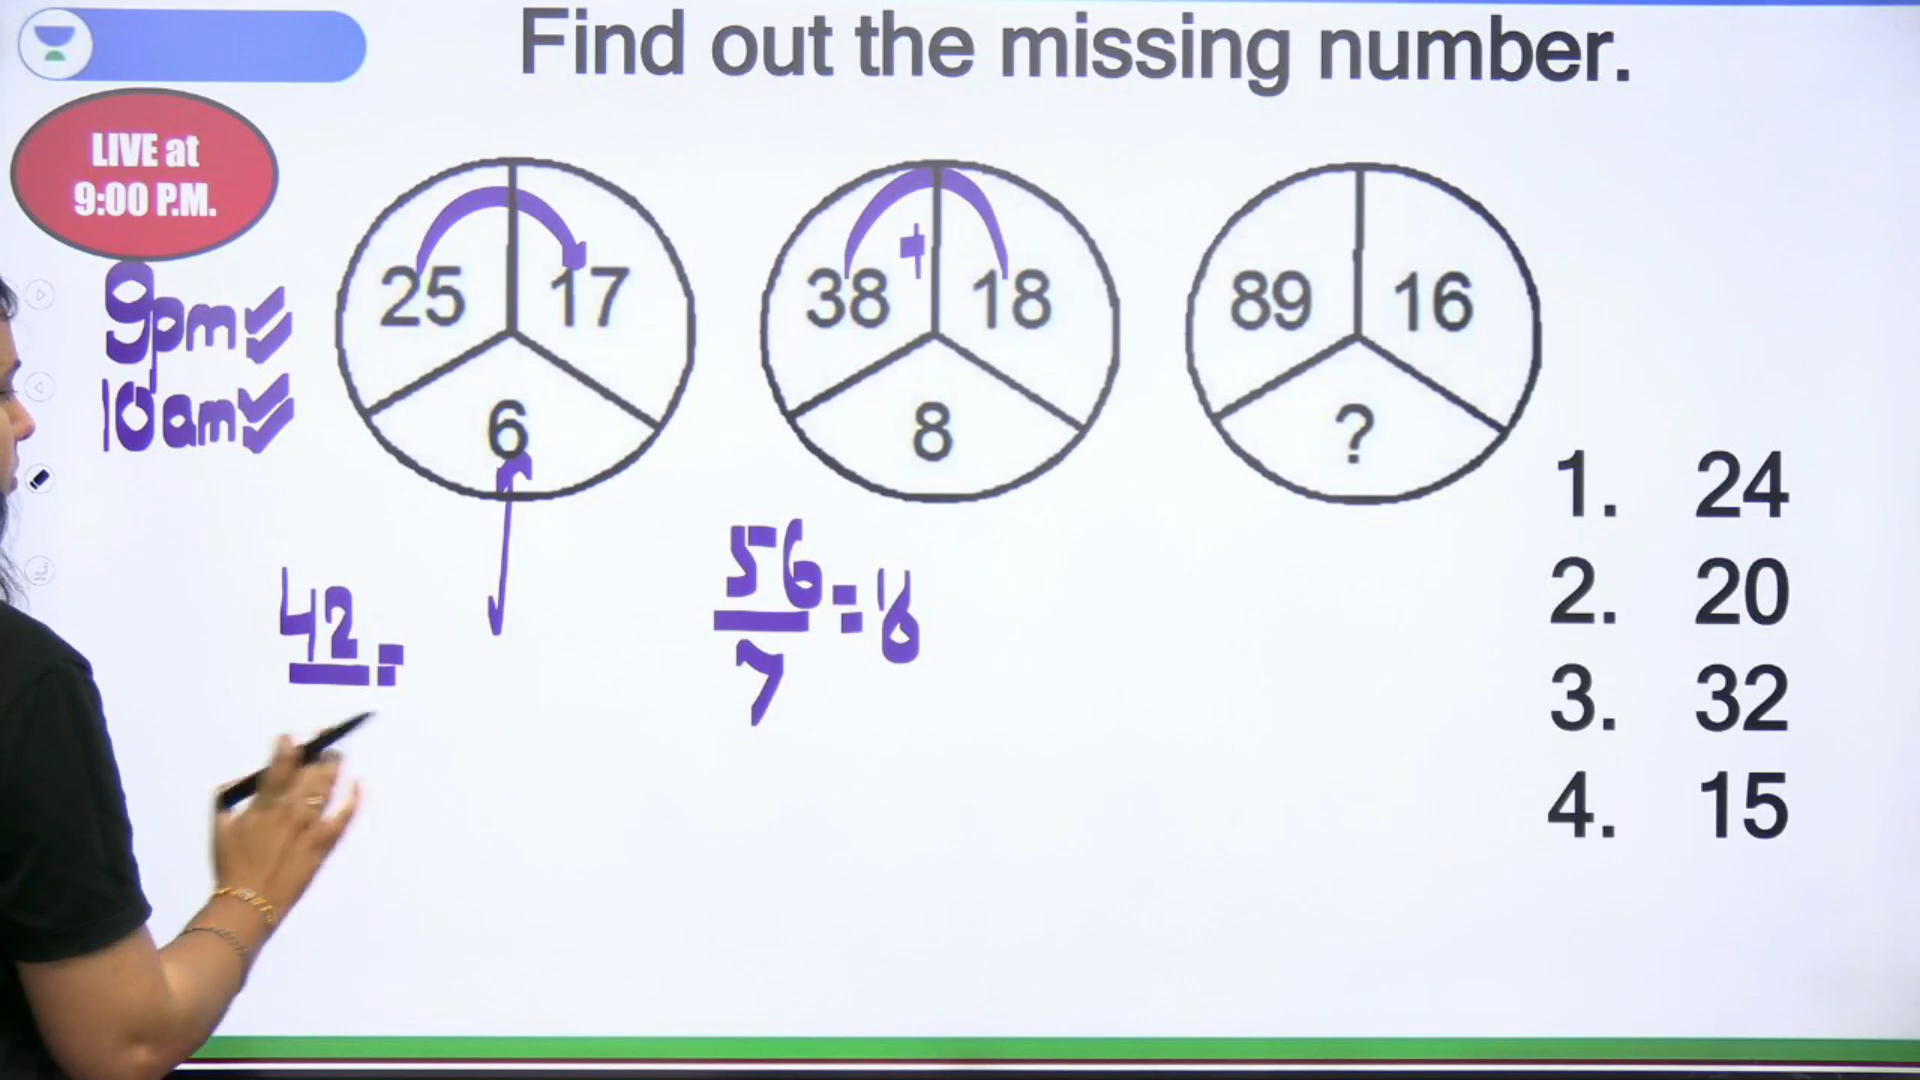 Find out the missing number.
LIVE at
9:00 P.M.
9pm
10am
25 17
6
38 + 18
8
89 16
?
42 =
56
7
= 8
1. 24
2. 20
3. 32
4. 15